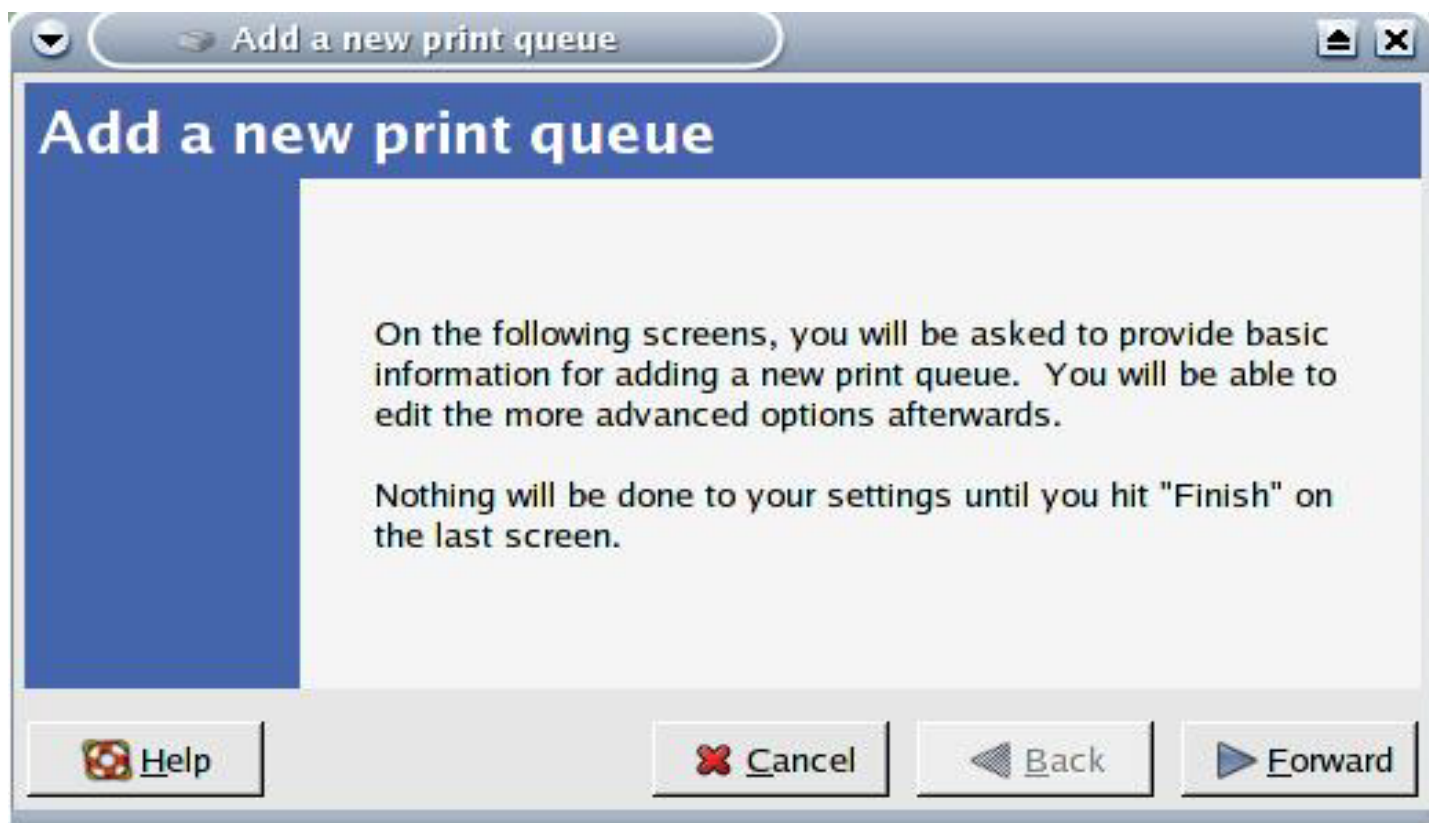 Add a new print queue
Add a new print queue
On the following screens, you will be asked to provide basic
information for adding a new print queue.  You will be able to
edit the more advanced options afterwards.
Nothing will be done to your settings until you hit "Finish" on
the last screen.
Help
Cancel
Back
Forward